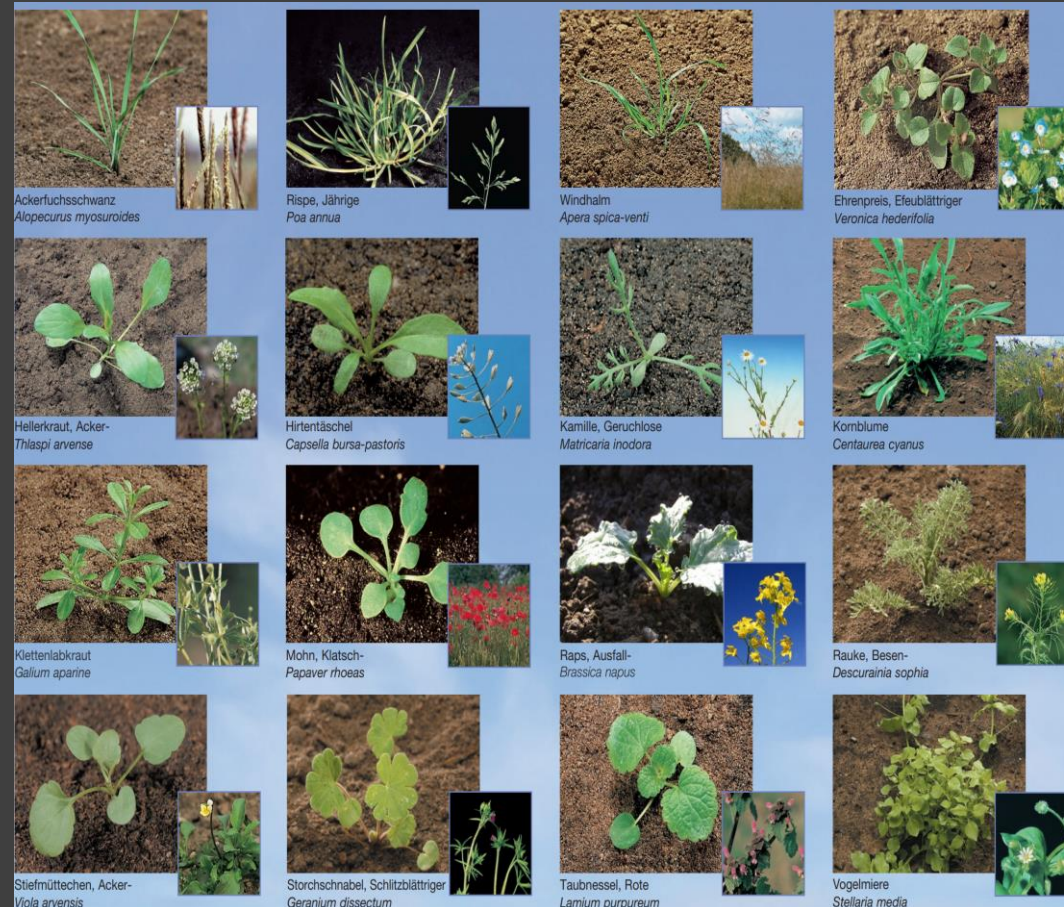 Ackerfuchsschwanz
Alopecurus myosuroides
Rispe, Jährige
Poa annua
Windhalm
Apera spica-venti
Ehrenpreis, Efeublättriger
Veronica hederifolia
Hellerkraut, Acker-
Thlaspi arvense
Hirtentäschel
Capsella bursa-pastoris
Kamille, Geruchlose
Matricaria inodora
Kornblume
Centaurea cyanus
Klettenlabkraut
Galium aparine
Mohn, Klatsch-
Papaver rhoeas
Raps, Ausfall-
Brassica napus
Rauke, Besen-
Descurainia sophia
Stiefmüttechen, Acker-
Viola arvensis
Storchschnabel, Schlitzblättriger
Geranium dissectum
Taubnessel, Rote
Lamium purpureum
Vogelmiere
Stellaria media